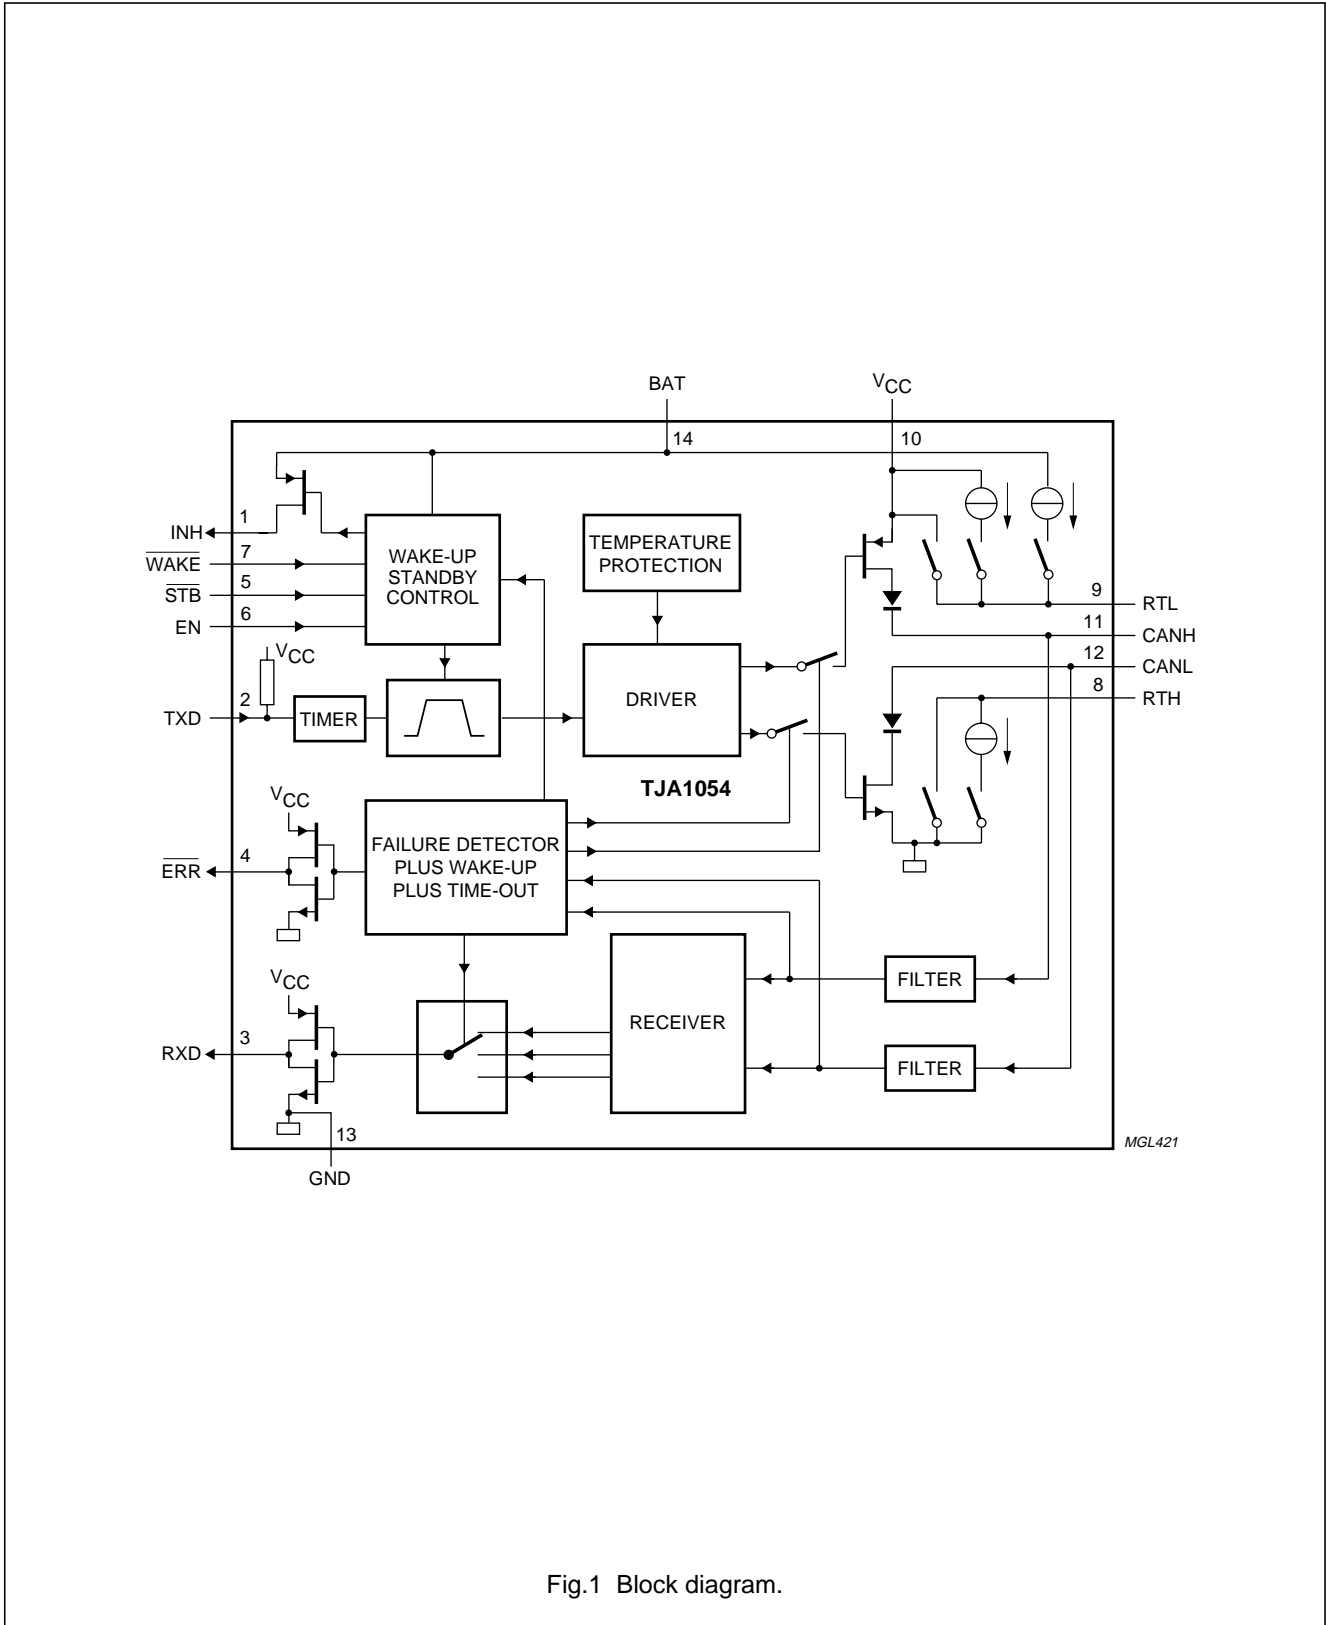 BAT
VCC
14
10
1
INH
7
WAKE
5
STB
6
EN
WAKE-UP
STANDBY
CONTROL
TEMPERATURE
PROTECTION
9
RTL
11
CANH
12
CANL
8
RTH
VCC
2
TXD
TIMER
DRIVER
TJA1054
VCC
4
ERR
FAILURE DETECTOR
PLUS WAKE-UP
PLUS TIME-OUT
FILTER
VCC
3
RXD
RECEIVER
FILTER
13
GND
MGL421
Fig.1 Block diagram.